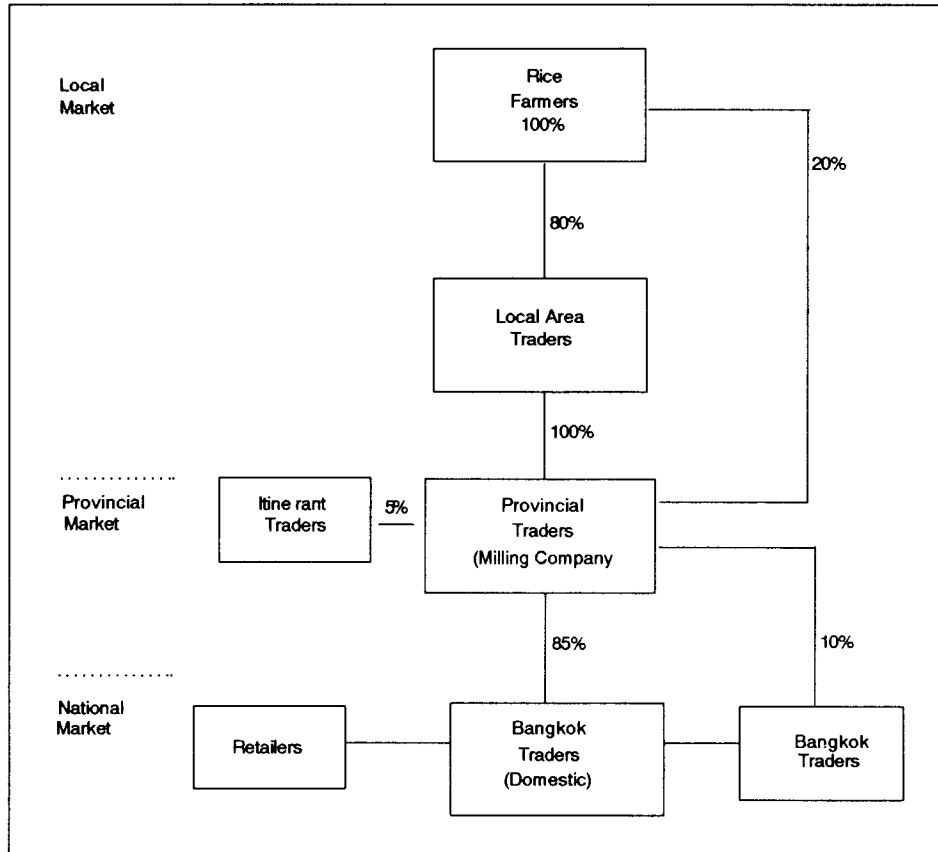 Local
Market
Rice
Farmers
100%
20%
80%
Local Area
Traders
100%
Provincial
Market
Itine rant
Traders
5%
Provincial
Traders
(Milling Company
85%
10%
National
Market
Retailers
Bangkok
Traders
(Domestic)
Bangkok
Traders